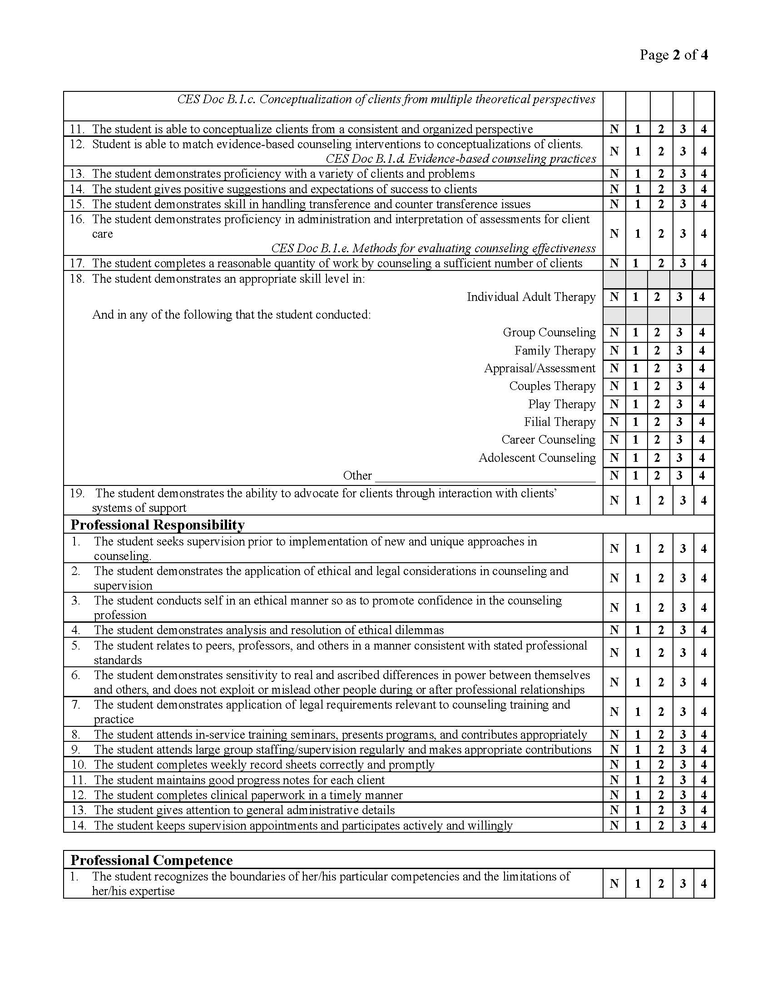 Page 2 of 4
CES Doc B.1.c. Conceptualization of clients from multiple theoretical perspectives
11. The student is able to conceptualize clients from a consistent and organized perspective N 1 2 3 4
12. Student is able to match evidence-based counseling interventions to conceptualizations of clients.
CES Doc B.1.d. Evidence-based counseling practices N 1 2 3 4
13. The student demonstrates proficiency with a variety of clients and problems N 1 2 3 4
14. The student gives positive suggestions and expectations of success to clients N 1 2 3 4
15. The student demonstrates skill in handling transference and counter transference issues N 1 2 3 4
16. The student demonstrates proficiency in administration and interpretation of assessments for client
care N 1 2 3 4
CES Doc B.1.e. Methods for evaluating counseling effectiveness
17. The student completes a reasonable quantity of work by counseling a sufficient number of clients N 1 2 3 4
18. The student demonstrates an appropriate skill level in:
Individual Adult Therapy N 1 2 3 4
And in any of the following that the student conducted:
Group Counseling N 1 2 3 4
Family Therapy N 1 2 3 4
Appraisal/Assessment N 1 2 3 4
Couples Therapy N 1 2 3 4
Play Therapy N 1 2 3 4
Filial Therapy N 1 2 3 4
Career Counseling N 1 2 3 4
Adolescent Counseling N 1 2 3 4
Other ___________________________________ N 1 2 3 4
19. The student demonstrates the ability to advocate for clients through interaction with clients’
systems of support N 1 2 3 4
Professional Responsibility
1. The student seeks supervision prior to implementation of new and unique approaches in
counseling. N 1 2 3 4
2. The student demonstrates the application of ethical and legal considerations in counseling and
supervision N 1 2 3 4
3. The student conducts self in an ethical manner so as to promote confidence in the counseling
profession N 1 2 3 4
4. The student demonstrates analysis and resolution of ethical dilemmas N 1 2 3 4
5. The student relates to peers, professors, and others in a manner consistent with stated professional
standards N 1 2 3 4
6. The student demonstrates sensitivity to real and ascribed differences in power between themselves
and others, and does not exploit or mislead other people during or after professional relationships N 1 2 3 4
7. The student demonstrates application of legal requirements relevant to counseling training and
practice N 1 2 3 4
8. The student attends in-service training seminars, presents programs, and contributes appropriately N 1 2 3 4
9. The student attends large group staffing/supervision regularly and makes appropriate contributions N 1 2 3 4
10. The student completes weekly record sheets correctly and promptly N 1 2 3 4
11. The student maintains good progress notes for each client N 1 2 3 4
12. The student completes clinical paperwork in a timely manner N 1 2 3 4
13. The student gives attention to general administrative details N 1 2 3 4
14. The student keeps supervision appointments and participates actively and willingly N 1 2 3 4
Professional Competence
1. The student recognizes the boundaries of her/his particular competencies and the limitations of
her/his expertise N 1 2 3 4